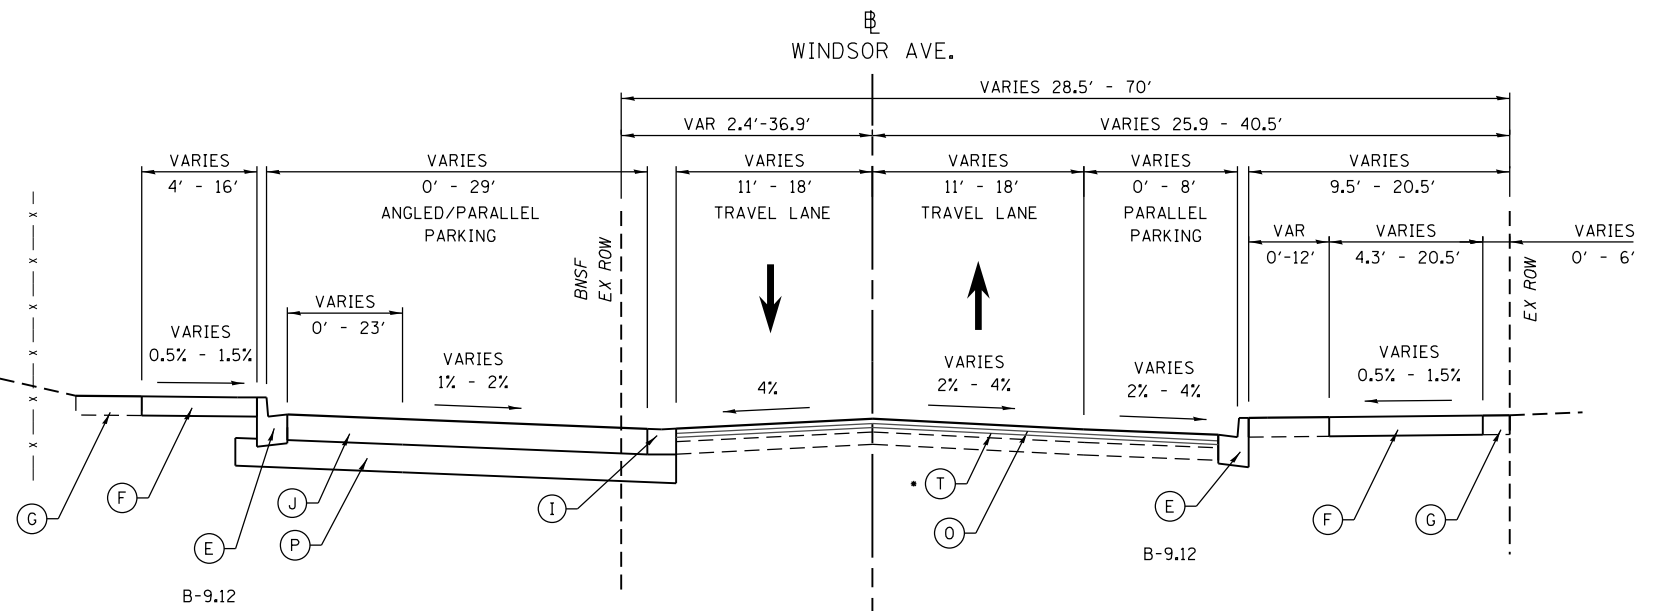 BL
WINDSOR AVE.
VARIES 28.5' - 70'
VAR 2.4'-36.9'
VARIES 25.9 - 40.5'
VARIES
4' - 16'
VARIES
0' - 29'
ANGLED/PARALLEL
PARKING
VARIES
11' - 18'
TRAVEL LANE
VARIES
11' - 18'
TRAVEL LANE
VARIES
0' - 8'
PARALLEL
PARKING
VARIES
9.5' - 20.5'
VAR
0'-12'
VARIES
4.3' - 20.5'
VARIES
0' - 6'
BNSF
EX ROW
EX ROW
VARIES
0' - 23'
VARIES
0.5% - 1.5%
VARIES
1% - 2%
4%
VARIES
2% - 4%
VARIES
2% - 4%
VARIES
0.5% - 1.5%
G
F
E
J
P
I
* T
O
E
F
G
B-9.12
B-9.12